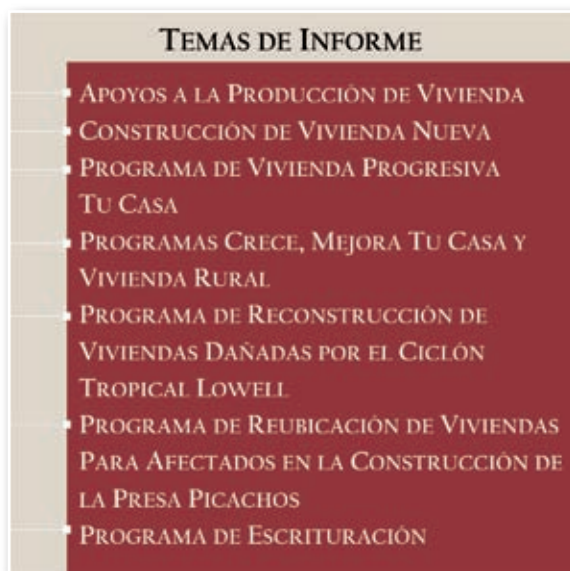 TEMAS DE INFORME
APOYOS A LA PRODUCCIÓN DE VIVIENDA
CONSTRUCCIÓN DE VIVIENDA NUEVA
PROGRAMA DE VIVIENDA PROGRESIVA
TU CASA
PROGRAMAS CRECE, MEJORA TU CASA Y
VIVIENDA RURAL
PROGRAMA DE RECONSTRUCCIÓN DE
VIVIENDAS DAÑADAS POR EL CICLÓN
TROPICAL LOWELL
PROGRAMA DE REUBICACIÓN DE VIVIENDAS
PARA AFECTADOS EN LA CONSTRUCCIÓN DE
LA PRESA PICACHOS
PROGRAMA DE ESCRITURACIÓN